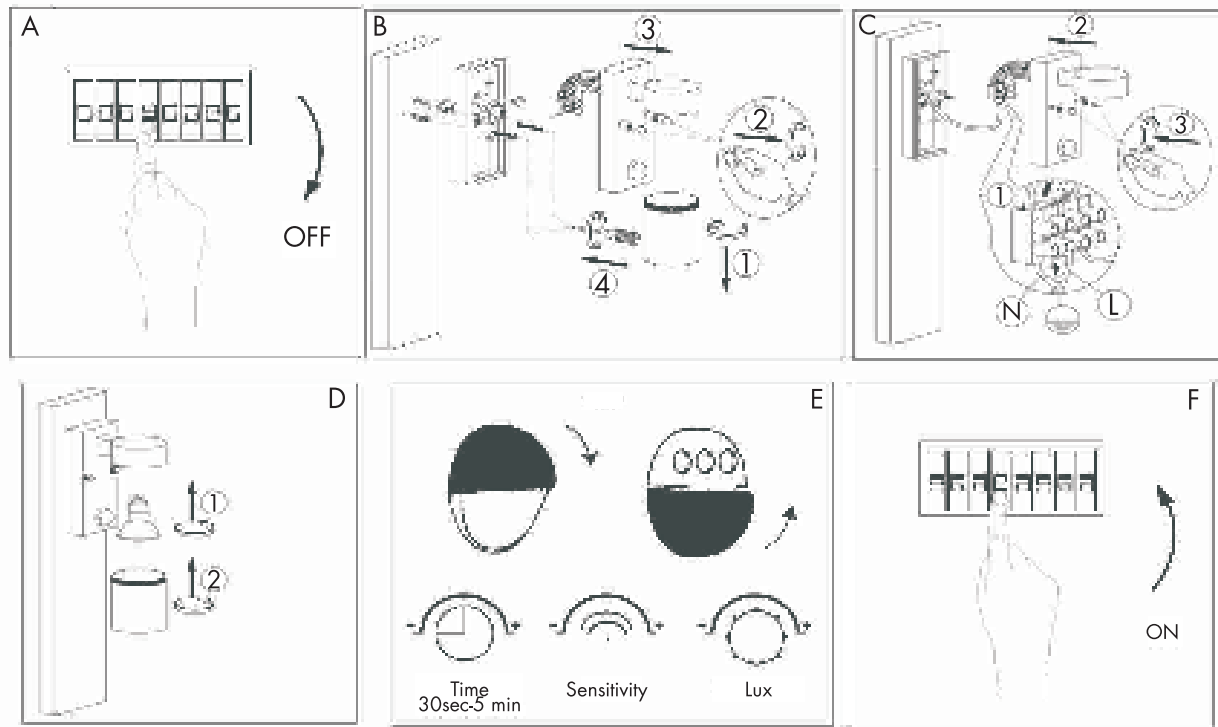 A
OFF
B
3
2
1
4
C
2
3
1
N
L
D
1
2
E
- +
- +
- +
Time
30sec-5 min
Sensitivity
Lux
F
ON